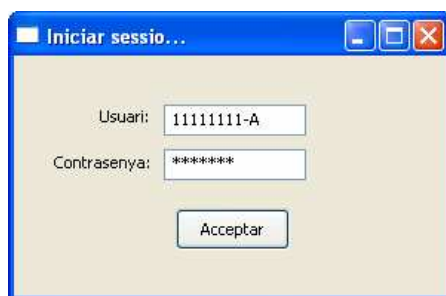 Iniciar sessio...
Usuari: 11111111-A
Contrasenya: *******
Acceptar